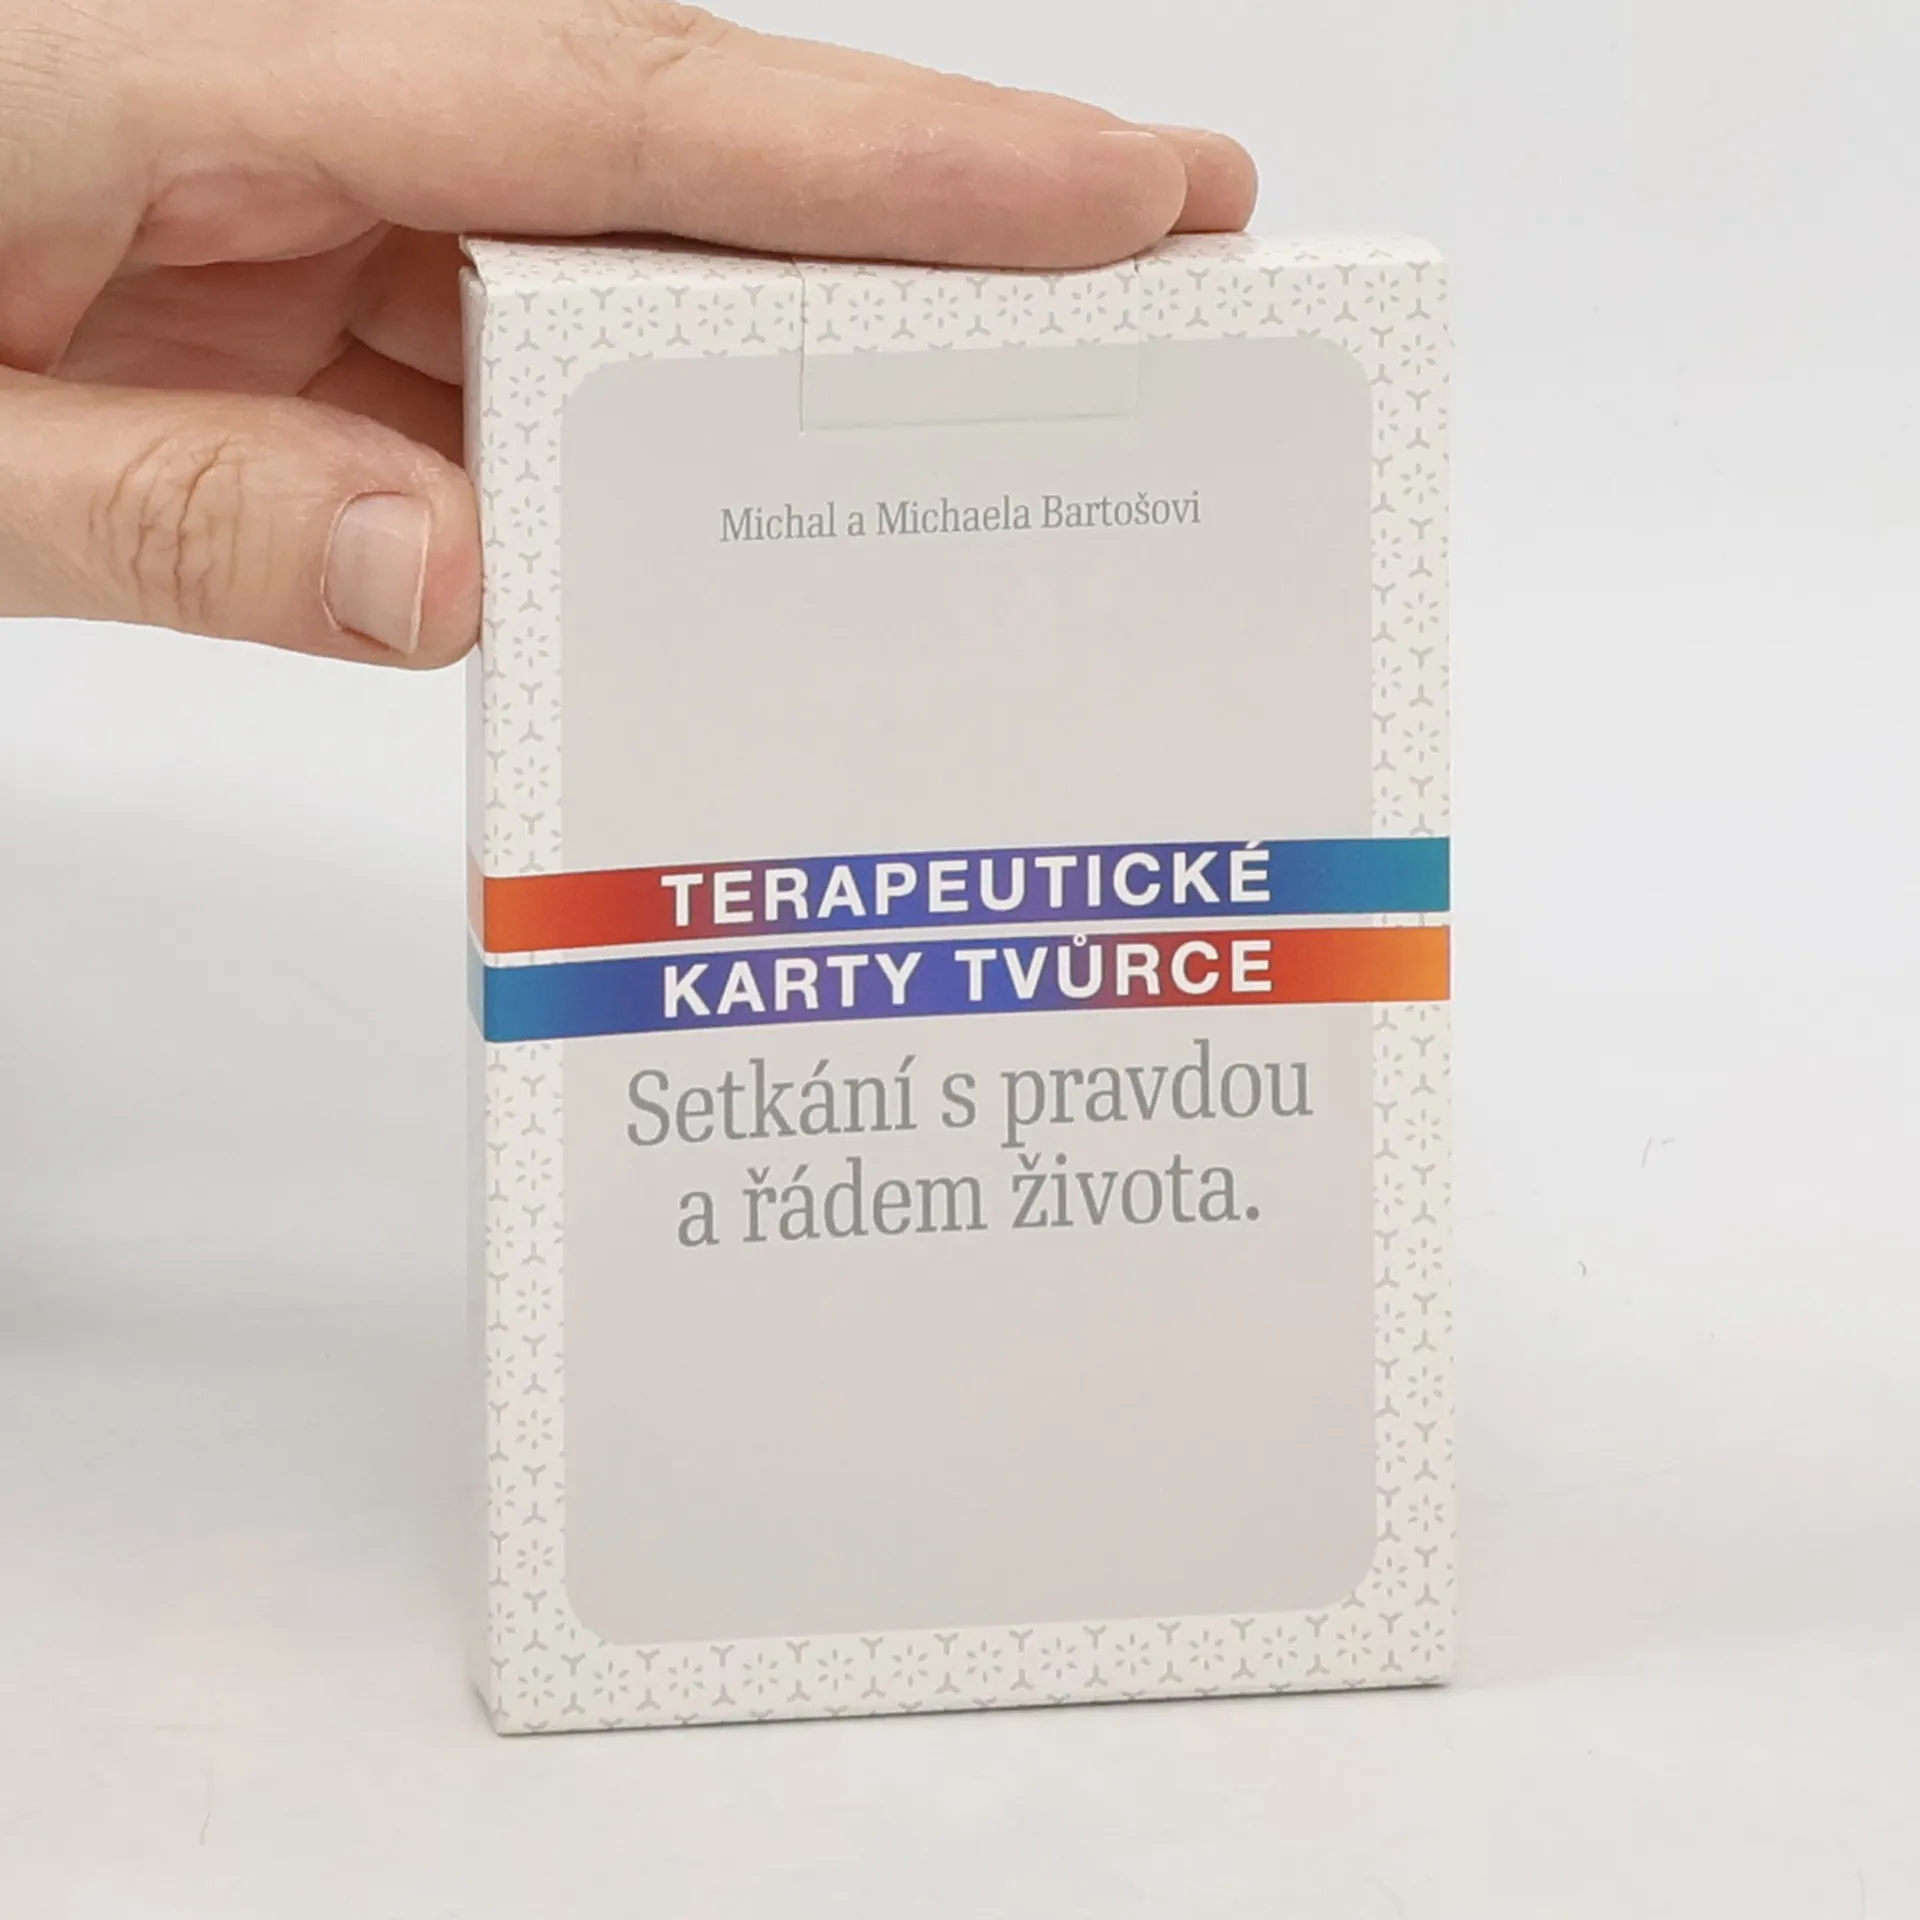 Michal a Michaela Bartošovi
TERAPEUTICKÉ
KARTY TVŮRCE
Setkání s pravdou
a řádem života.